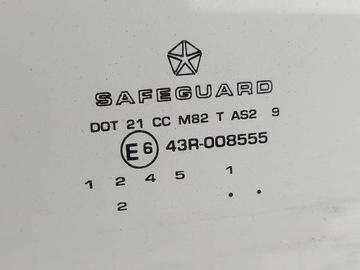 SAFEGUARD
DOT 21 CC M82 T AS2 9
E6 43R-008555
1 2 4 5 1
2 . .